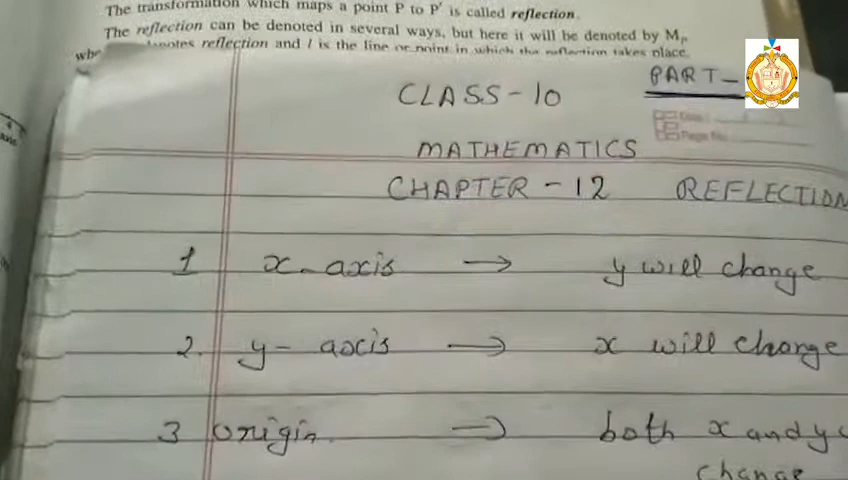 The transformation which maps a point P to P' is called reflection.
The reflection can be denoted in several ways, but here it will be denoted by M
reflection and l is the line or point in which the reflection takes place.
PART-
CLASS-10
Page No.
MATHEMATICS
CHAPTER-12 REFLECTION
1 x-axis → y will change
2. y-axis → x will change
3 origin. → both x and y
change